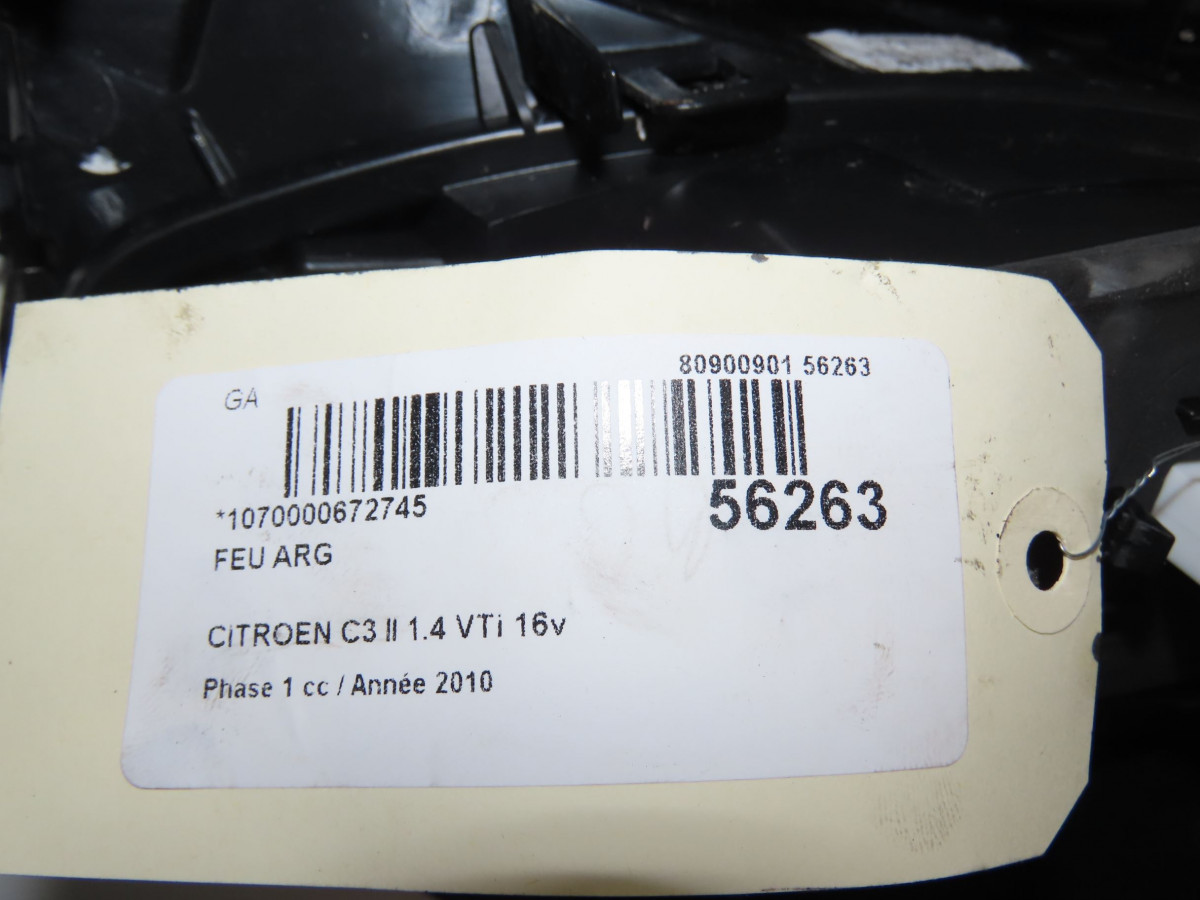 80900901 56263
GA
*1070000672745
56263
FEU ARG
CITROEN C3 II 1.4 VTi 16v
Phase 1 cc / Année 2010